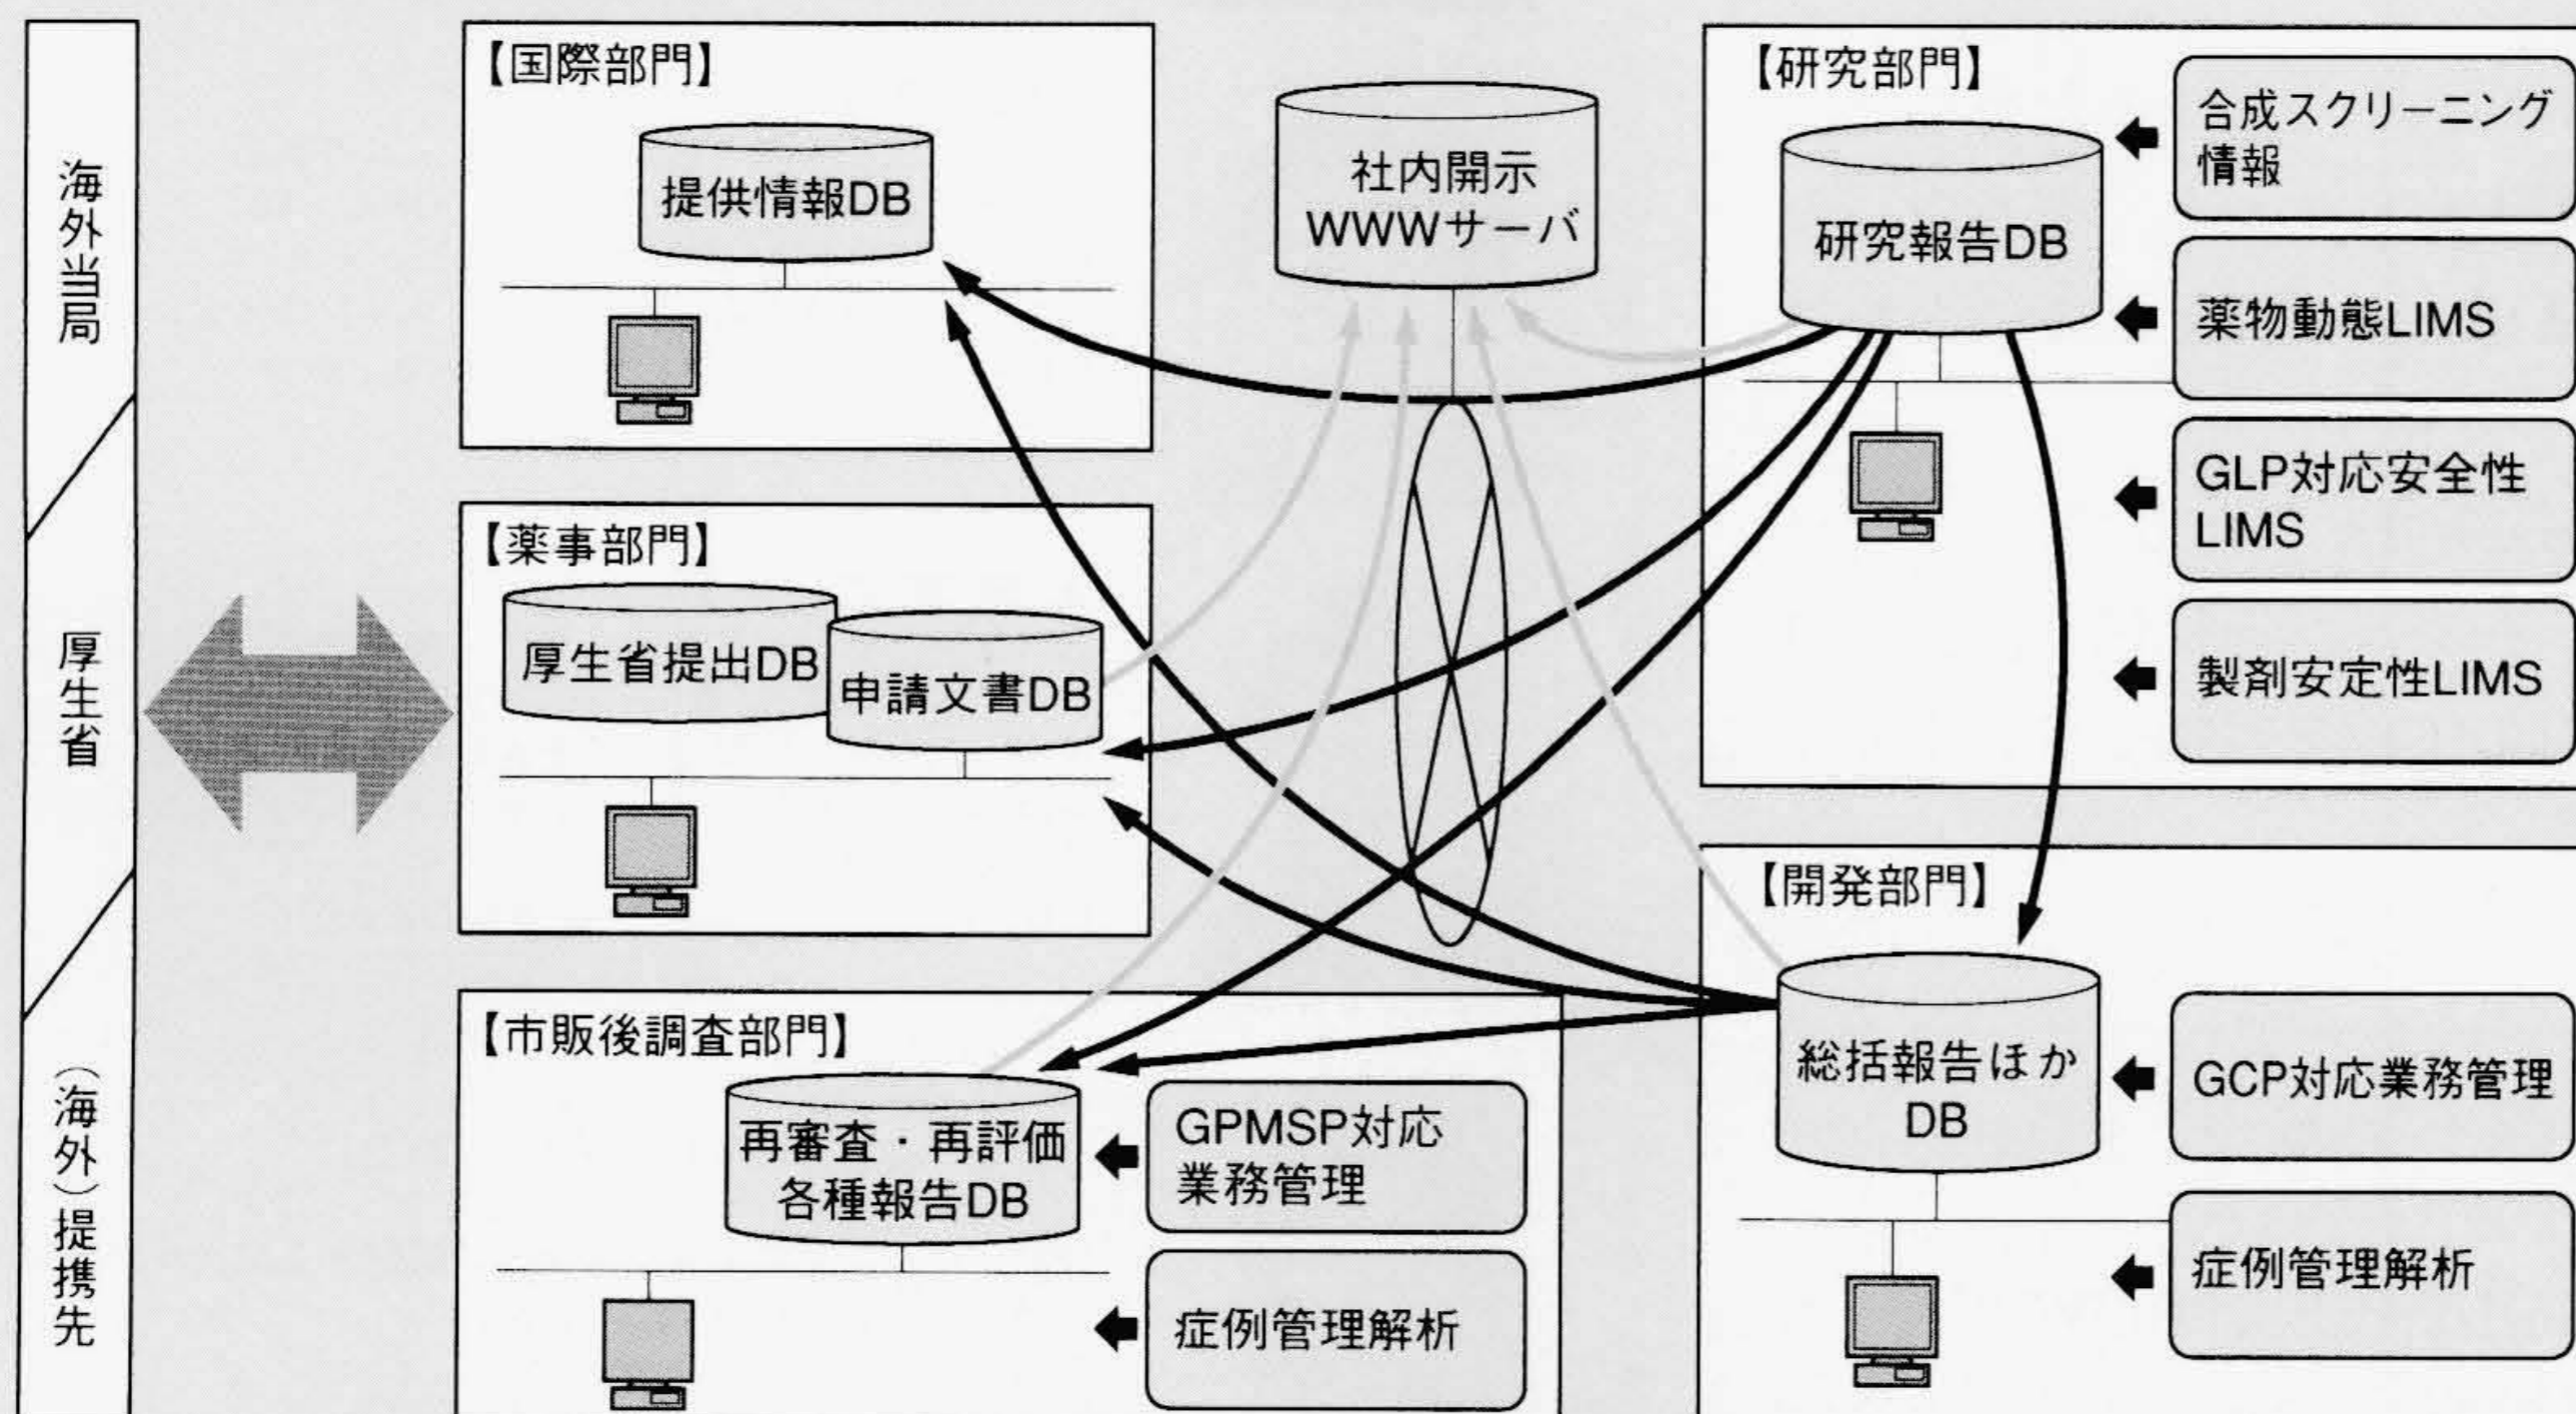 海外当局
厚生省
（海外）提携先
【国際部門】
提供情報DB
【薬事部門】
厚生省提出DB
申請文書DB
【市販後調査部門】
再審査・再評価
各種報告DB
GPMSP対応
業務管理
症例管理解析
社内開示
WWWサーバ
【研究部門】
研究報告DB
合成スクリーニング
情報
薬物動態LIMS
GLP対応安全性
LIMS
製剤安定性LIMS
【開発部門】
総括報告ほか
DB
GCP対応業務管理
症例管理解析